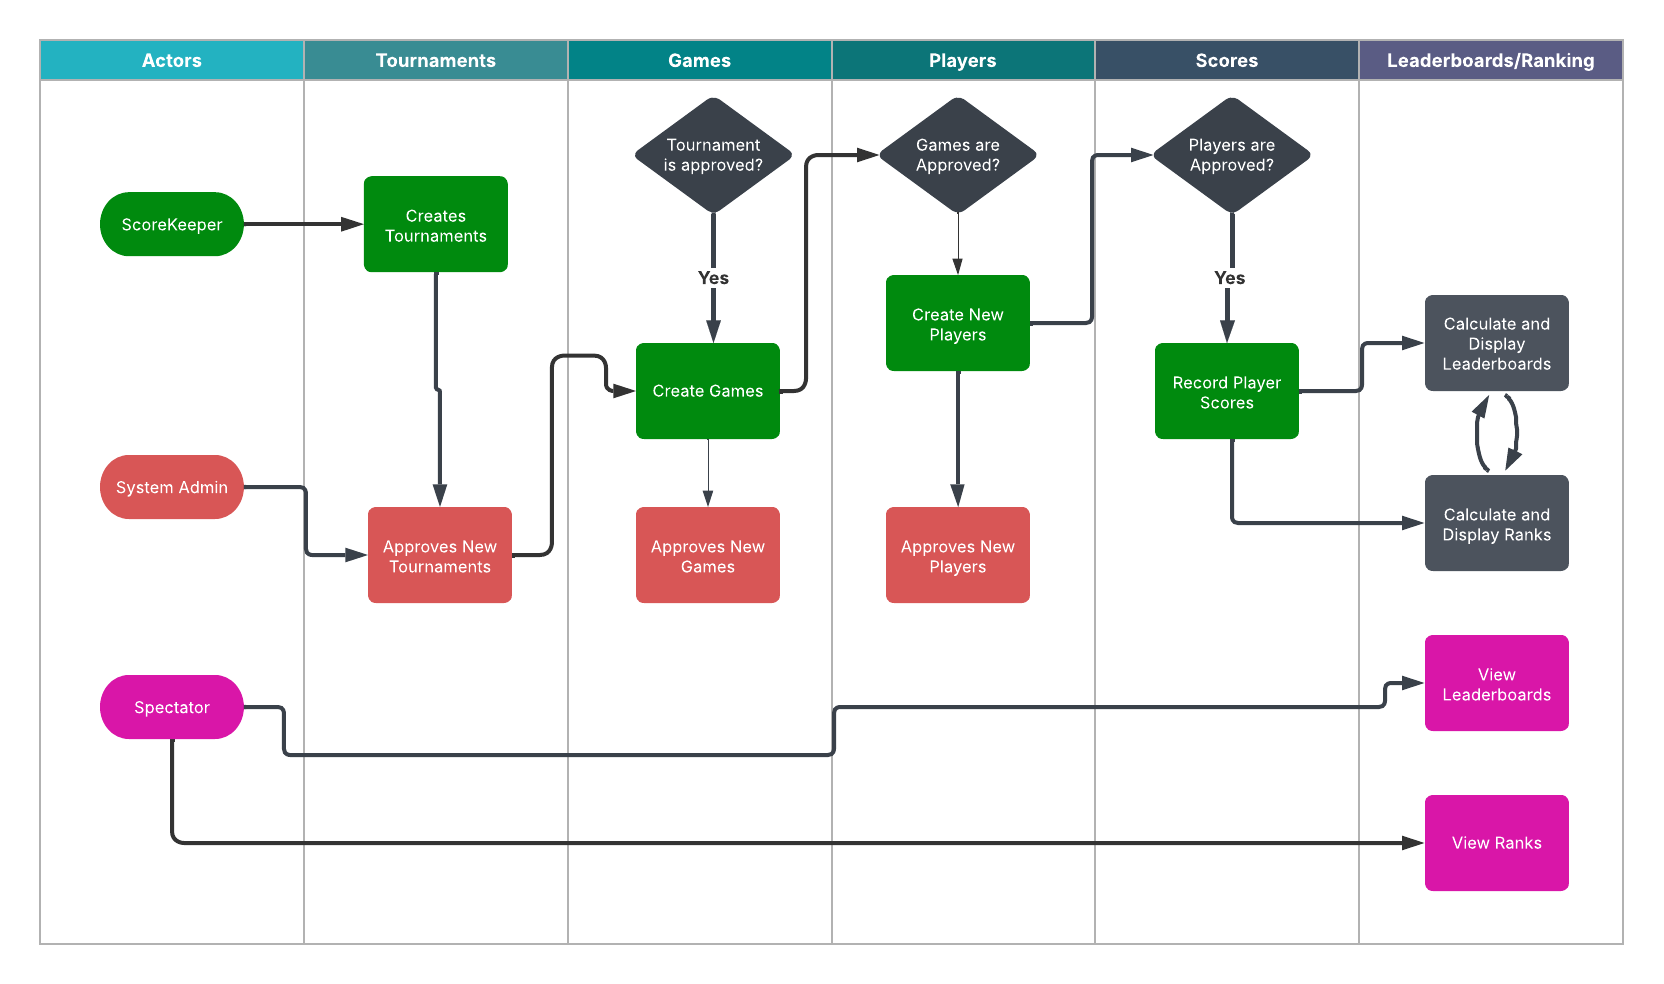 Actors
Tournaments
Games
Players
Scores
Leaderboards/Ranking
Tournament
is approved?
Games are
Approved?
Players are
Approved?
ScoreKeeper
Creates
Tournaments
Yes
Yes
Create New
Players
Calculate and
Display
Leaderboards
Create Games
Record Player
Scores
System Admin
Approves New
Tournaments
Approves New
Games
Approves New
Players
Calculate and
Display Ranks
Spectator
View
Leaderboards
View Ranks